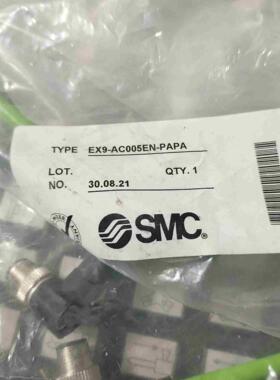 TYPE EX9-AC005EN-PAPA
LOT. QTY. 1
NO. 30.08.21
SMC